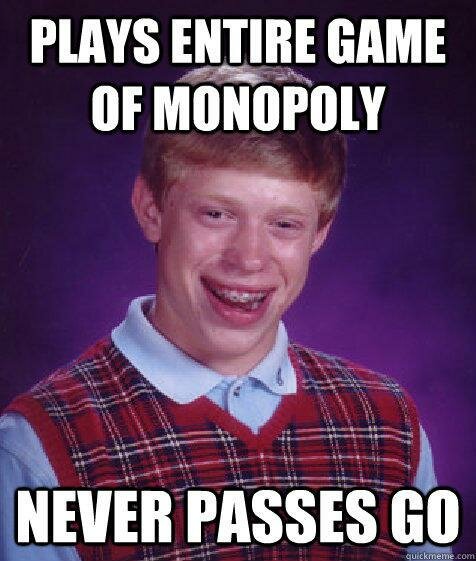 PLAYS ENTIRE GAME
OF MONOPOLY
NEVER PASSES GO
quickmeme.com